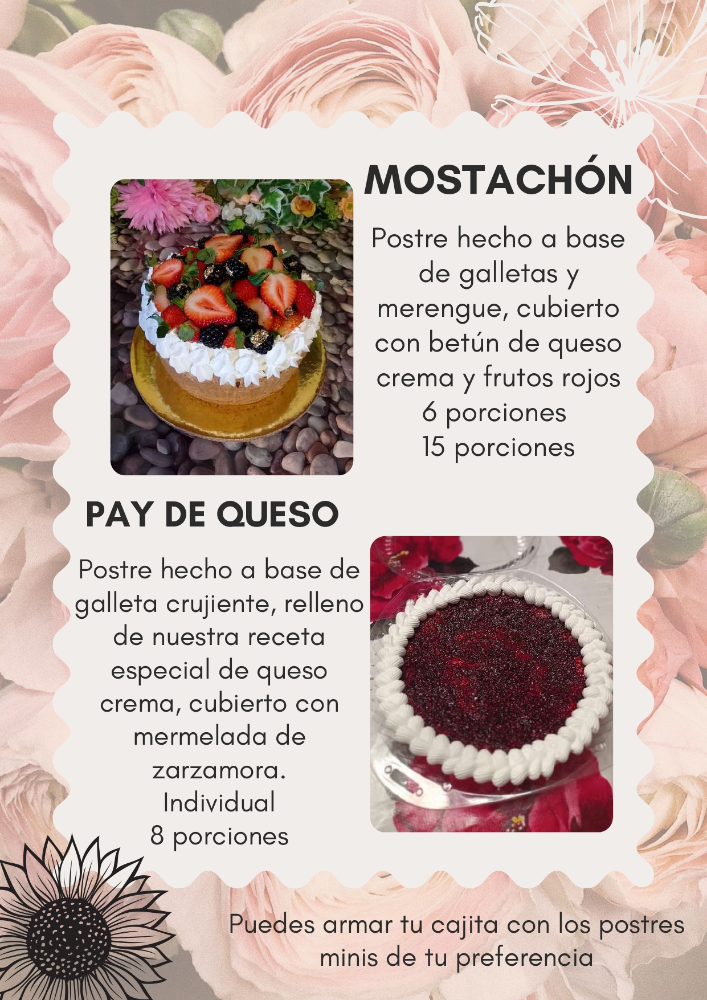 MOSTACHÓN
Postre hecho a base
de galletas y
merengue, cubierto
con betún de queso
crema y frutos rojos
6 porciones
15 porciones
PAY DE QUESO
Postre hecho a base de
galleta crujiente, relleno
de nuestra receta
especial de queso
crema, cubierto con
mermelada de
zarzamora.
Individual
8 porciones
Puedes armar tu cajita con los postres
minis de tu preferencia